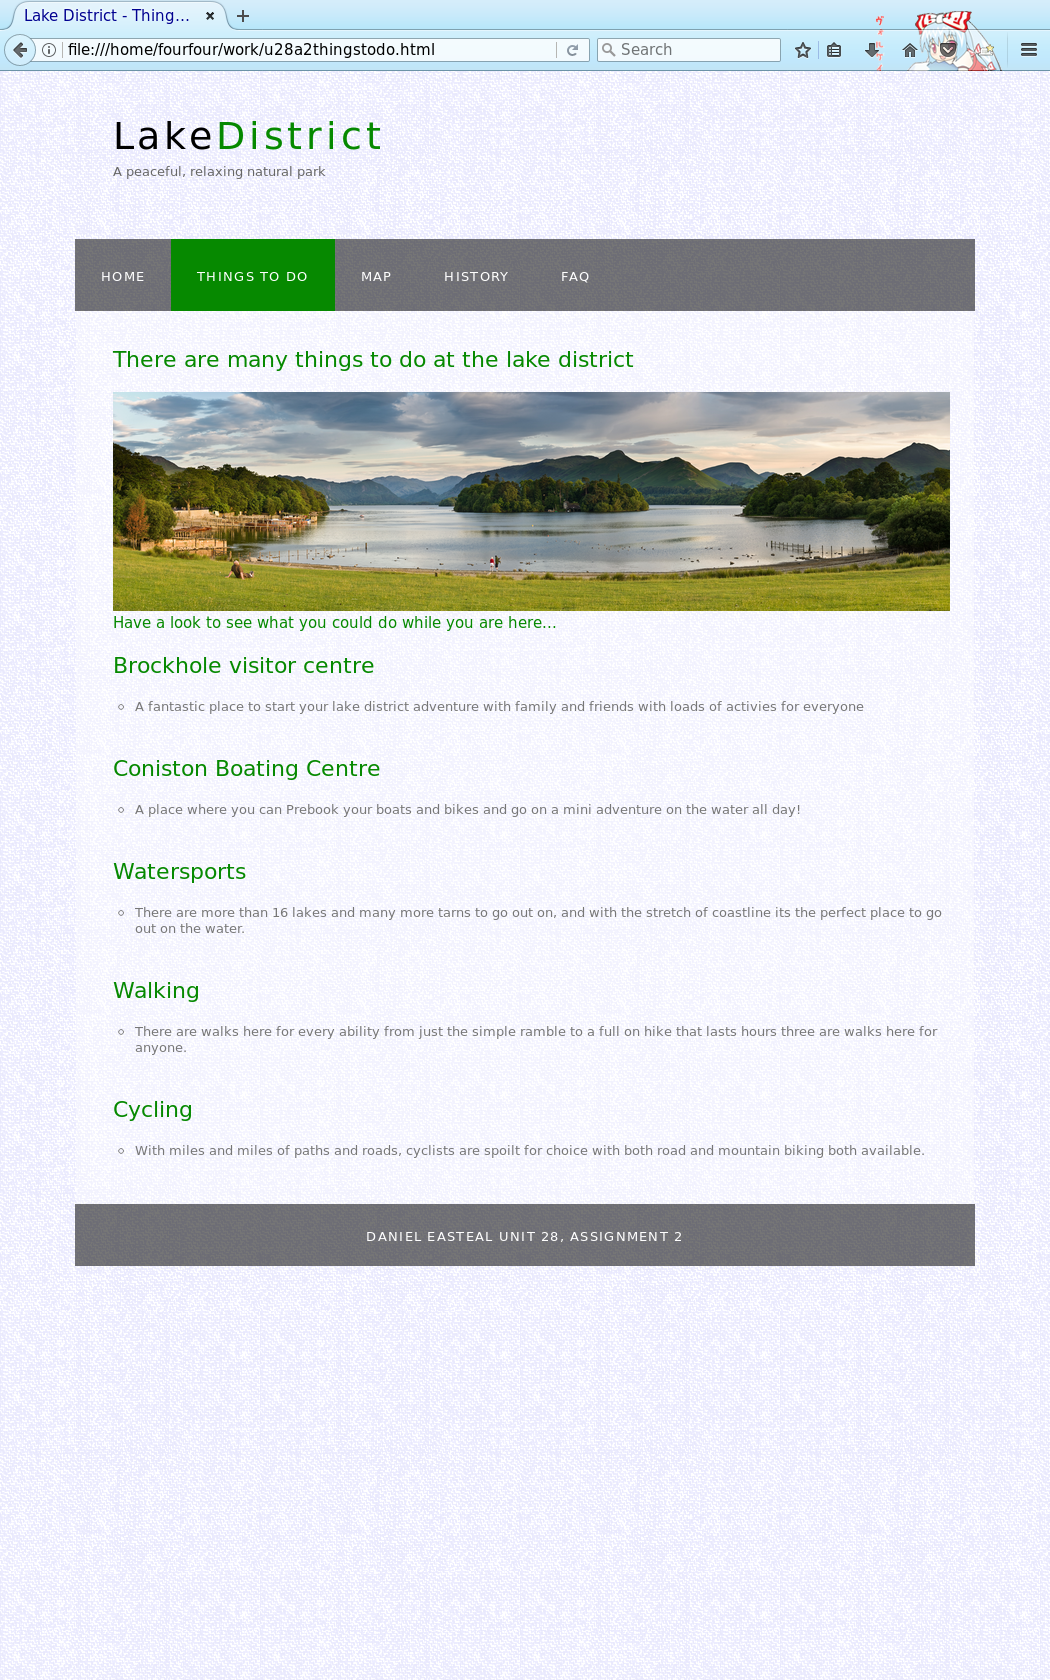 Lake District - Thing...
file:///home/fourfour/work/u28a2thingstodo.html
Search
LakeDistrict
A peaceful, relaxing natural park
HOME THINGS TO DO MAP HISTORY FAQ
There are many things to do at the lake district
Have a look to see what you could do while you are here...
Brockhole visitor centre
A fantastic place to start your lake district adventure with family and friends with loads of activies for everyone
Coniston Boating Centre
A place where you can Prebook your boats and bikes and go on a mini adventure on the water all day!
Watersports
There are more than 16 lakes and many more tarns to go out on, and with the stretch of coastline its the perfect place to go
out on the water.
Walking
There are walks here for every ability from just the simple ramble to a full on hike that lasts hours three are walks here for
anyone.
Cycling
With miles and miles of paths and roads, cyclists are spoilt for choice with both road and mountain biking both available.
DANIEL EASTEAL UNIT 28, ASSIGNMENT 2